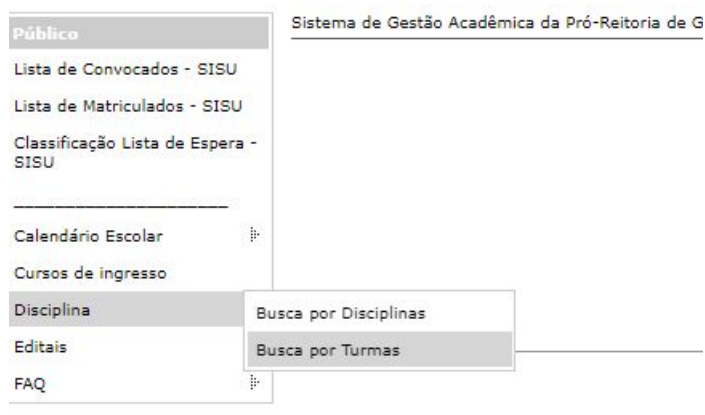 Sistema de Gestão Acadêmica da Pró-Reitoria de G
Público
Lista de Convocados - SISU
Lista de Matriculados - SISU
Classificação Lista de Espera -
SISU
Calendário Escolar
Cursos de ingresso
Disciplina
Busca por Disciplinas
Busca por Turmas
Editais
FAQ